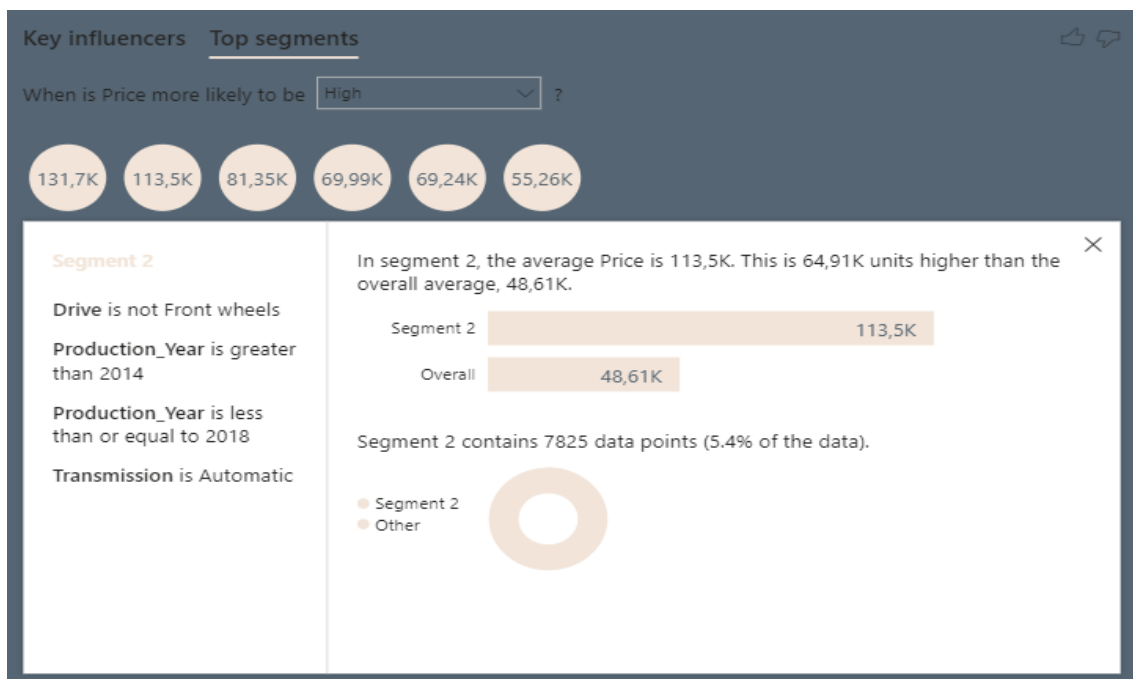 Key influencers Top segments
When is Price more likely to be High ?
131,7K 113,5K 81,35K 69,99K 69,24K 55,26K
Segment 2
Drive is not Front wheels
Production_Year is greater
than 2014
Production_Year is less
than or equal to 2018
Transmission is Automatic
In segment 2, the average Price is 113,5K. This is 64,91K units higher than the
overall average, 48,61K.
Segment 2 113,5K
Overall 48,61K
Segment 2 contains 7825 data points (5.4% of the data).
Segment 2
Other